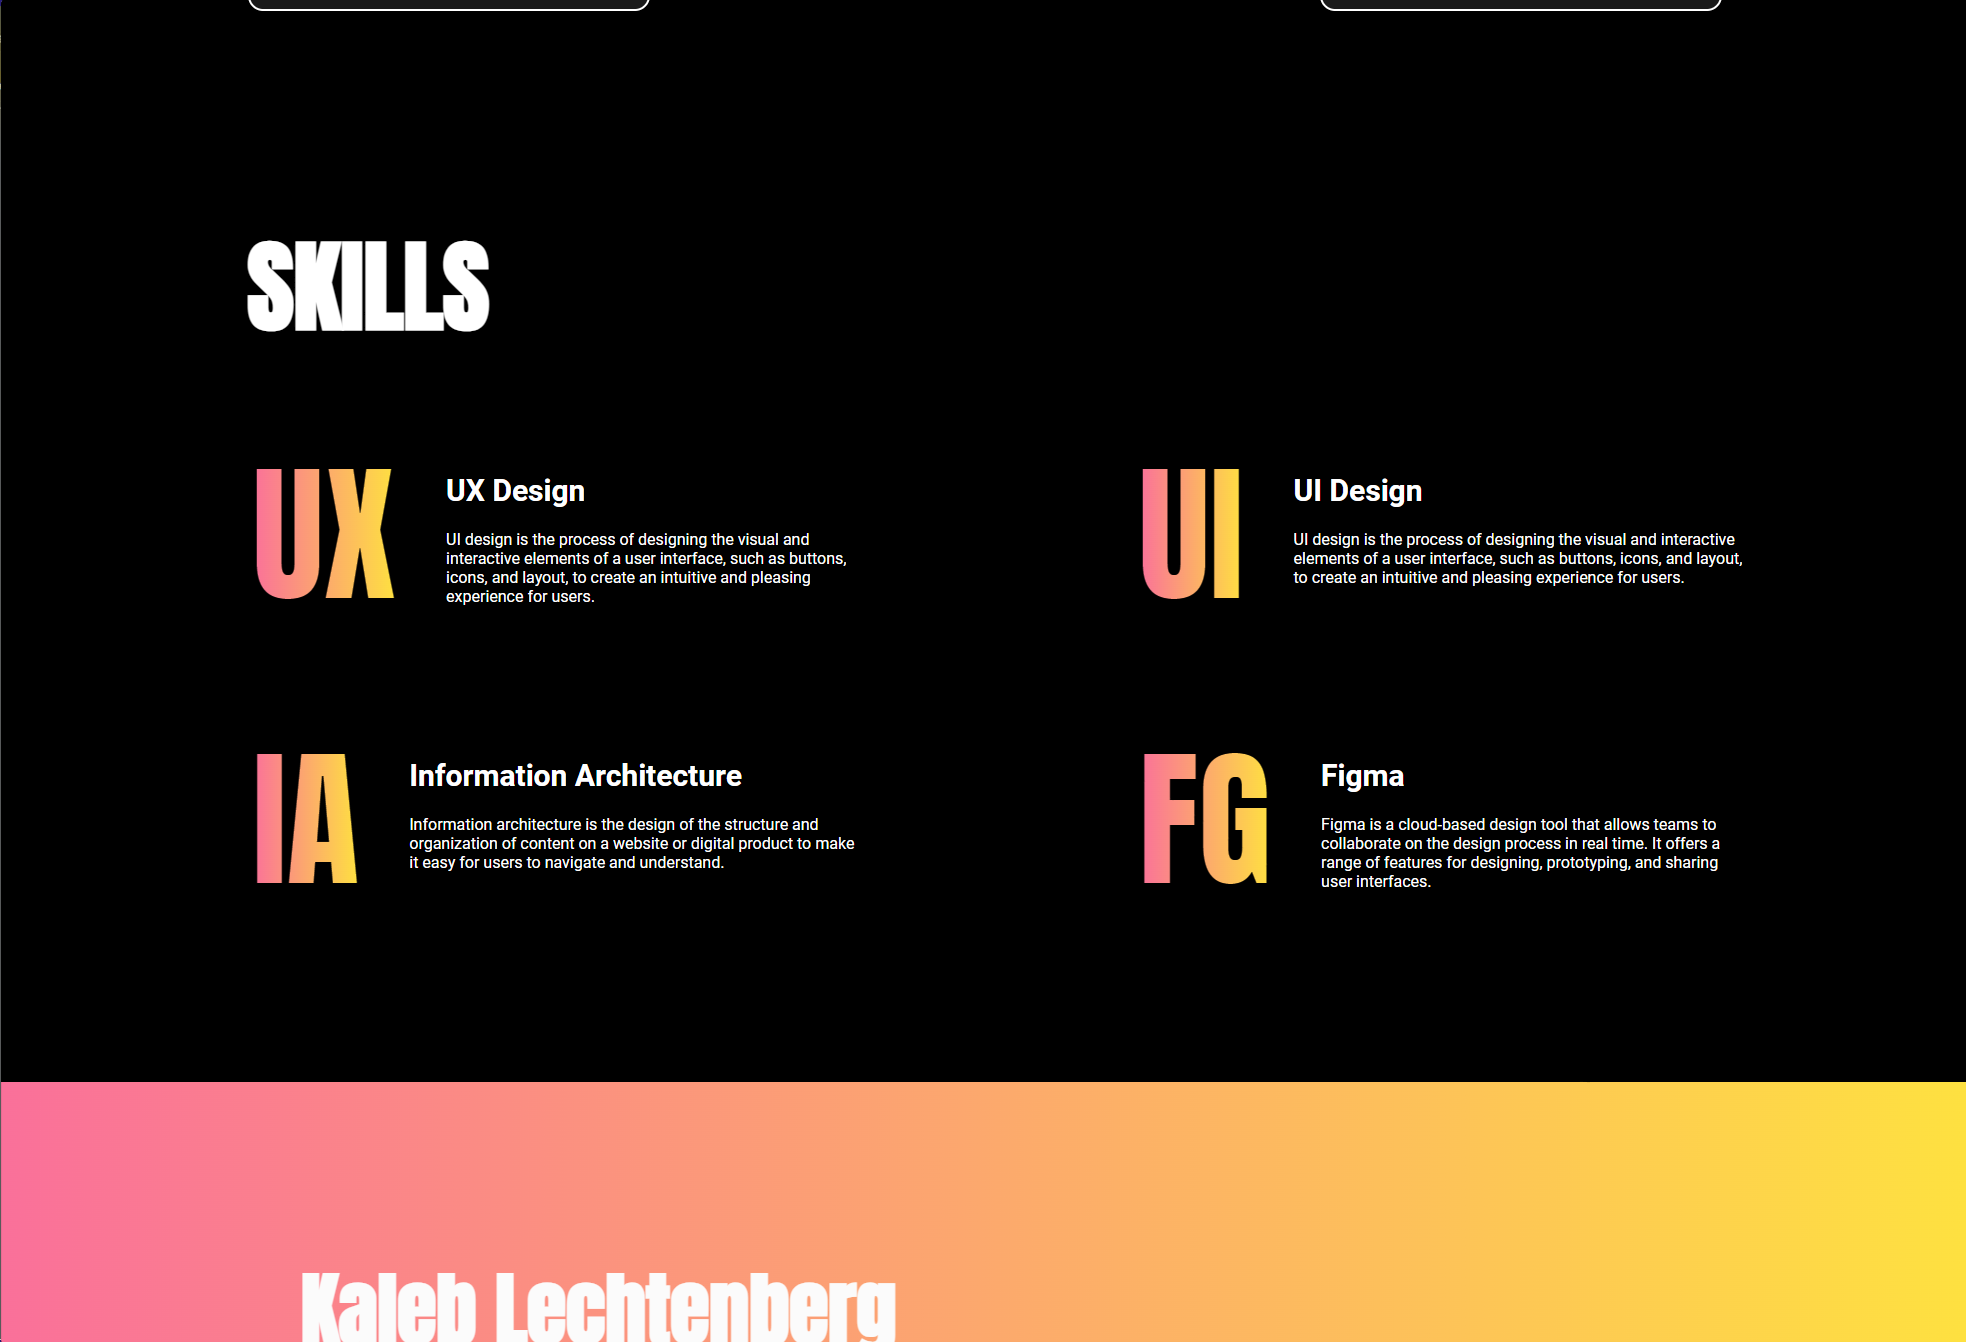 SKILLS
UX
UX Design
UI design is the process of designing the visual and
interactive elements of a user interface, such as buttons,
icons, and layout, to create an intuitive and pleasing
experience for users.
UI
UI Design
UI design is the process of designing the visual and interactive
elements of a user interface, such as buttons, icons, and layout,
to create an intuitive and pleasing experience for users.
IA
Information Architecture
Information architecture is the design of the structure and
organization of content on a website or digital product to make
it easy for users to navigate and understand.
FG
Figma
Figma is a cloud-based design tool that allows teams to
collaborate on the design process in real time. It offers a
range of features for designing, prototyping, and sharing
user interfaces.
Kaleb Lechtenberg